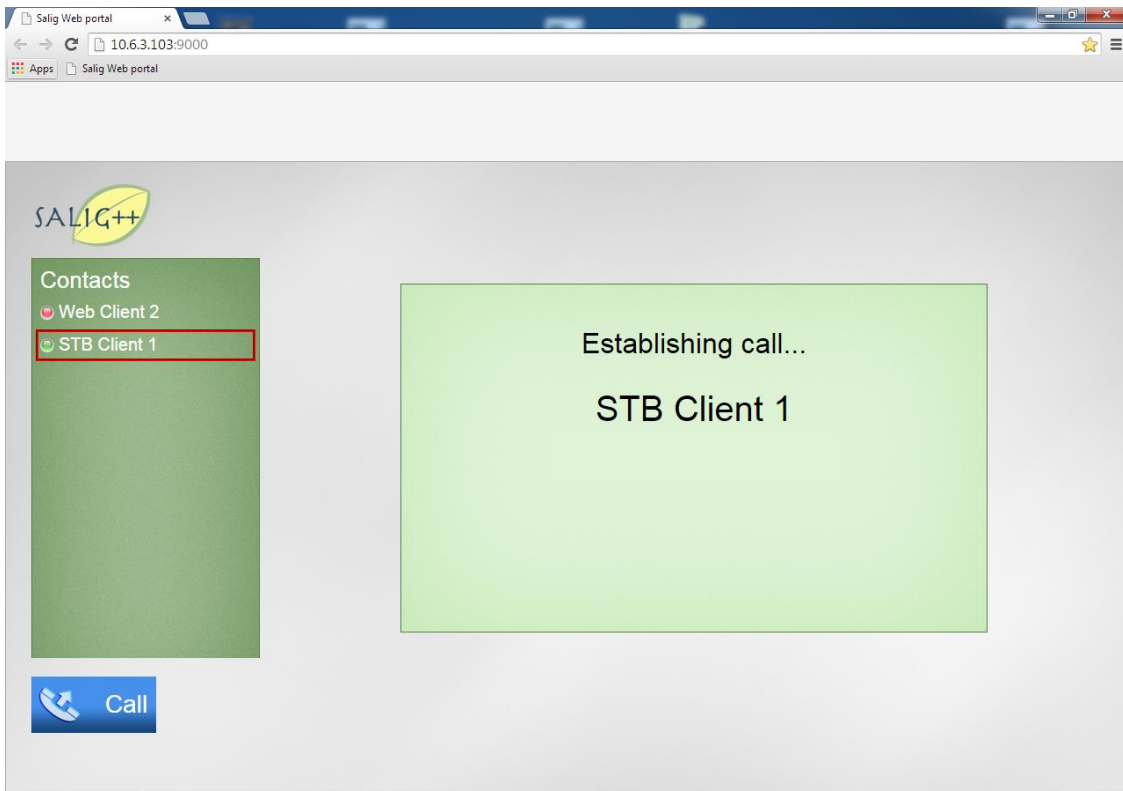 Salig Web portal
10.6.3.103:9000
Apps Salig Web portal
SALIG++
Contacts
Web Client 2
STB Client 1
Establishing call...
STB Client 1
Call